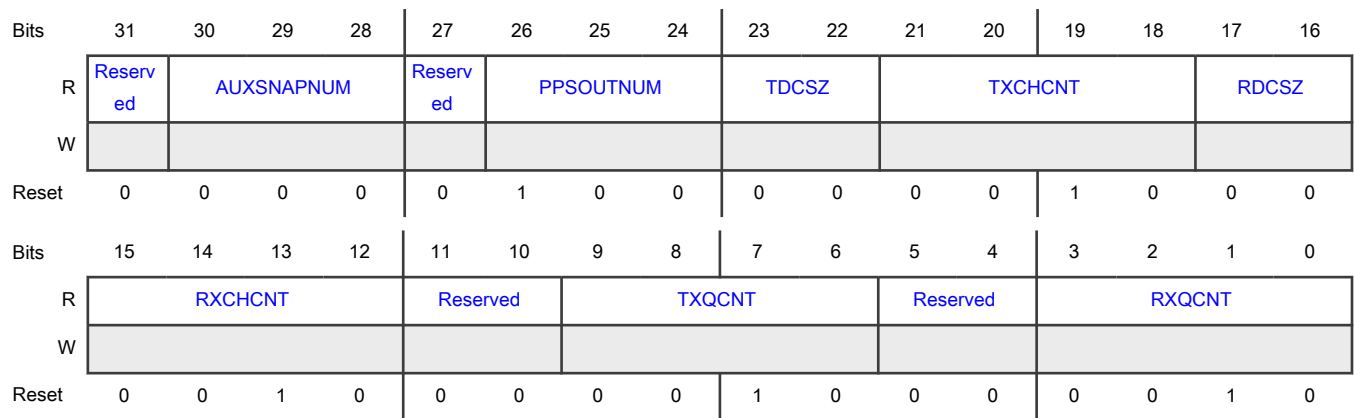 Bits 31 30 29 28 27 26 25 24 23 22 21 20 19 18 17 16
R Reserv ed AUXSNAPNUM Reserv ed PPSOUTNUM TDCSZ TXCHCNT RDCSZ
W
Reset 0 0 0 0 0 1 0 0 0 0 0 0 1 0 0 0
Bits 15 14 13 12 11 10 9 8 7 6 5 4 3 2 1 0
R RXCHCNT Reserved TXQCNT Reserved RXQCNT
W
Reset 0 0 1 0 0 0 0 0 1 0 0 0 0 0 1 0